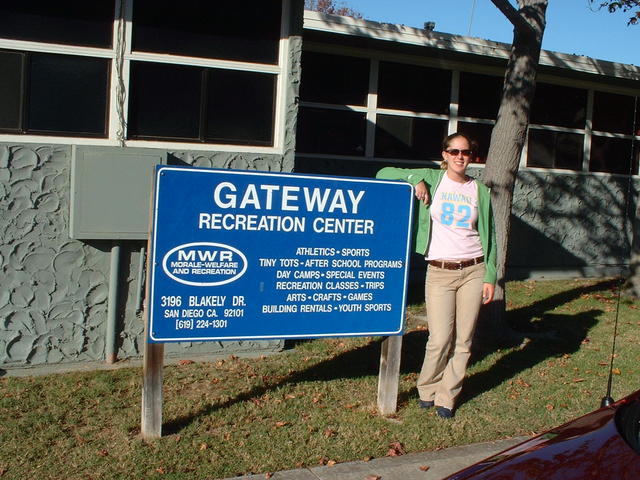 GATEWAY
RECREATION CENTER
MWR
MORALE-WELFARE
AND RECREATION
3196 BLAKELY DR.
SAN DIEGO CA. 92101
[619] 224-1301
ATHLETICS - SPORTS
TINY TOTS - AFTER SCHOOL PROGRAMS
DAY CAMPS - SPECIAL EVENTS
RECREATION CLASSES - TRIPS
ARTS - CRAFTS - GAMES
BUILDING RENTALS - YOUTH SPORTS
HAWAII
82